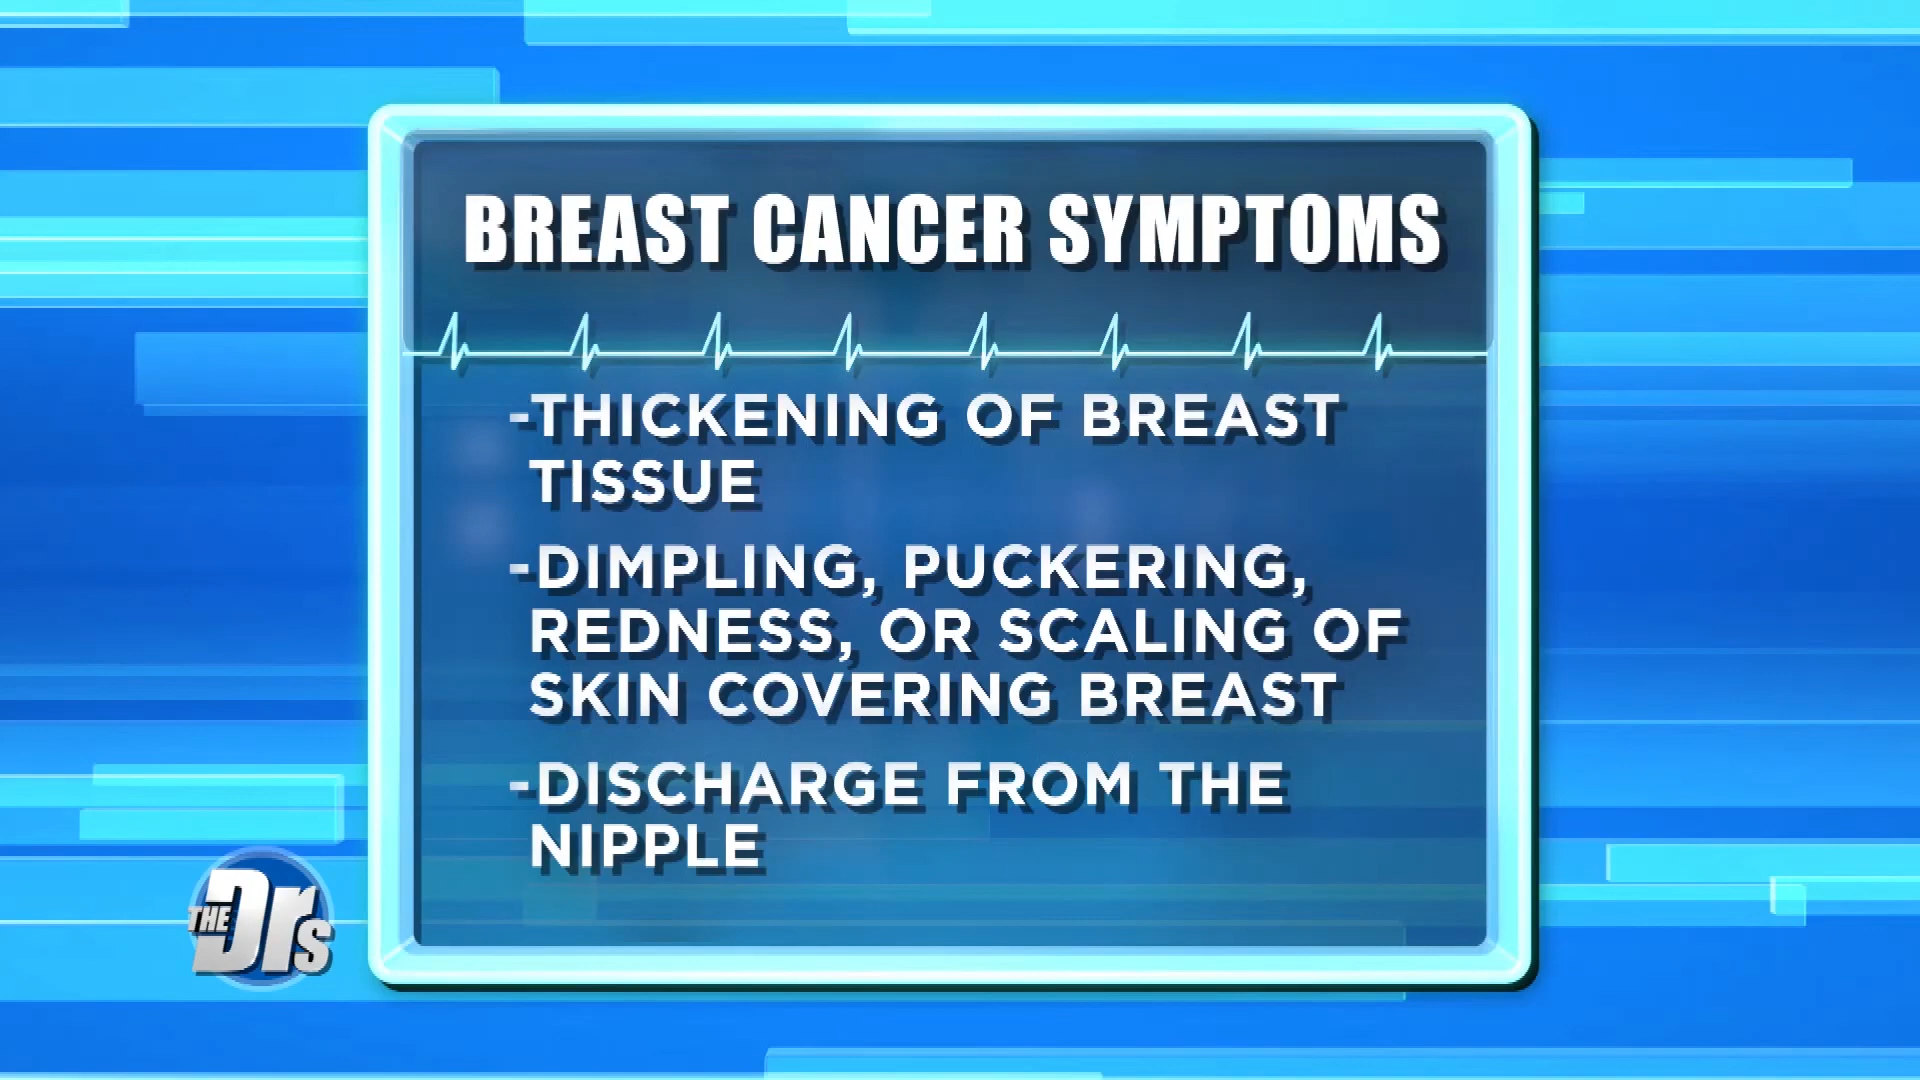 BREAST CANCER SYMPTOMS
-THICKENING OF BREAST
TISSUE
-DIMPLING, PUCKERING,
REDNESS, OR SCALING OF
SKIN COVERING BREAST
-DISCHARGE FROM THE
NIPPLE
THE Drs